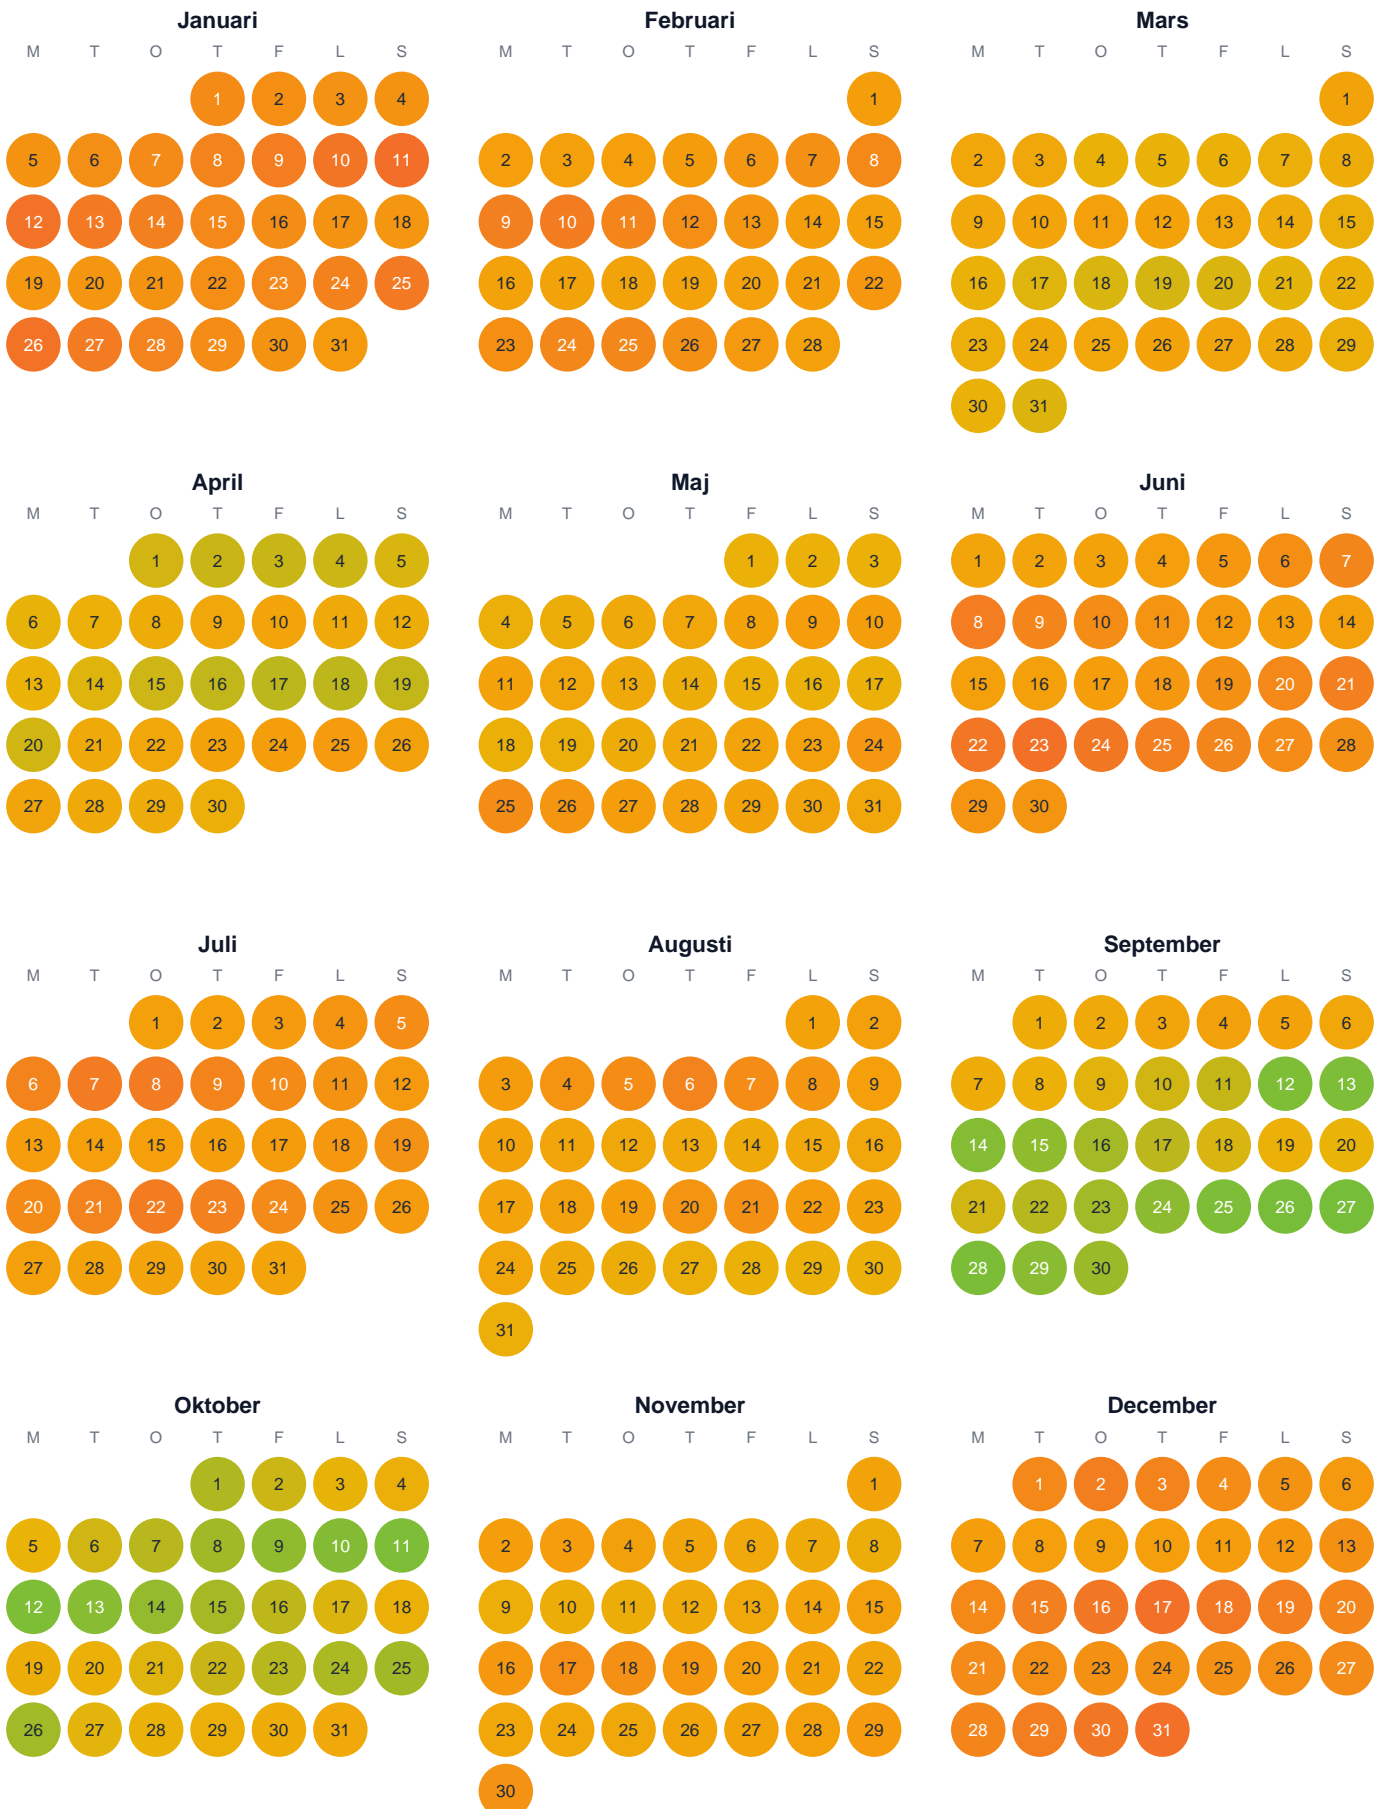 Januari
M T O T F L S
1 2 3 4
5 6 7 8 9 10 11
12 13 14 15 16 17 18
19 20 21 22 23 24 25
26 27 28 29 30 31
Februari
M T O T F L S
1
2 3 4 5 6 7 8
9 10 11 12 13 14 15
16 17 18 19 20 21 22
23 24 25 26 27 28
Mars
M T O T F L S
1
2 3 4 5 6 7 8
9 10 11 12 13 14 15
16 17 18 19 20 21 22
23 24 25 26 27 28 29
30 31
April
M T O T F L S
1 2 3 4 5
6 7 8 9 10 11 12
13 14 15 16 17 18 19
20 21 22 23 24 25 26
27 28 29 30
Maj
M T O T F L S
1 2 3
4 5 6 7 8 9 10
11 12 13 14 15 16 17
18 19 20 21 22 23 24
25 26 27 28 29 30 31
Juni
M T O T F L S
1 2 3 4 5 6 7
8 9 10 11 12 13 14
15 16 17 18 19 20 21
22 23 24 25 26 27 28
29 30
Juli
M T O T F L S
1 2 3 4 5
6 7 8 9 10 11 12
13 14 15 16 17 18 19
20 21 22 23 24 25 26
27 28 29 30 31
Augusti
M T O T F L S
1 2
3 4 5 6 7 8 9
10 11 12 13 14 15 16
17 18 19 20 21 22 23
24 25 26 27 28 29 30
31
September
M T O T F L S
1 2 3 4 5 6
7 8 9 10 11 12 13
14 15 16 17 18 19 20
21 22 23 24 25 26 27
28 29 30
Oktober
M T O T F L S
1 2 3 4
5 6 7 8 9 10 11
12 13 14 15 16 17 18
19 20 21 22 23 24 25
26 27 28 29 30 31
November
M T O T F L S
1
2 3 4 5 6 7 8
9 10 11 12 13 14 15
16 17 18 19 20 21 22
23 24 25 26 27 28 29
30
December
M T O T F L S
1 2 3 4 5 6
7 8 9 10 11 12 13
14 15 16 17 18 19 20
21 22 23 24 25 26 27
28 29 30 31